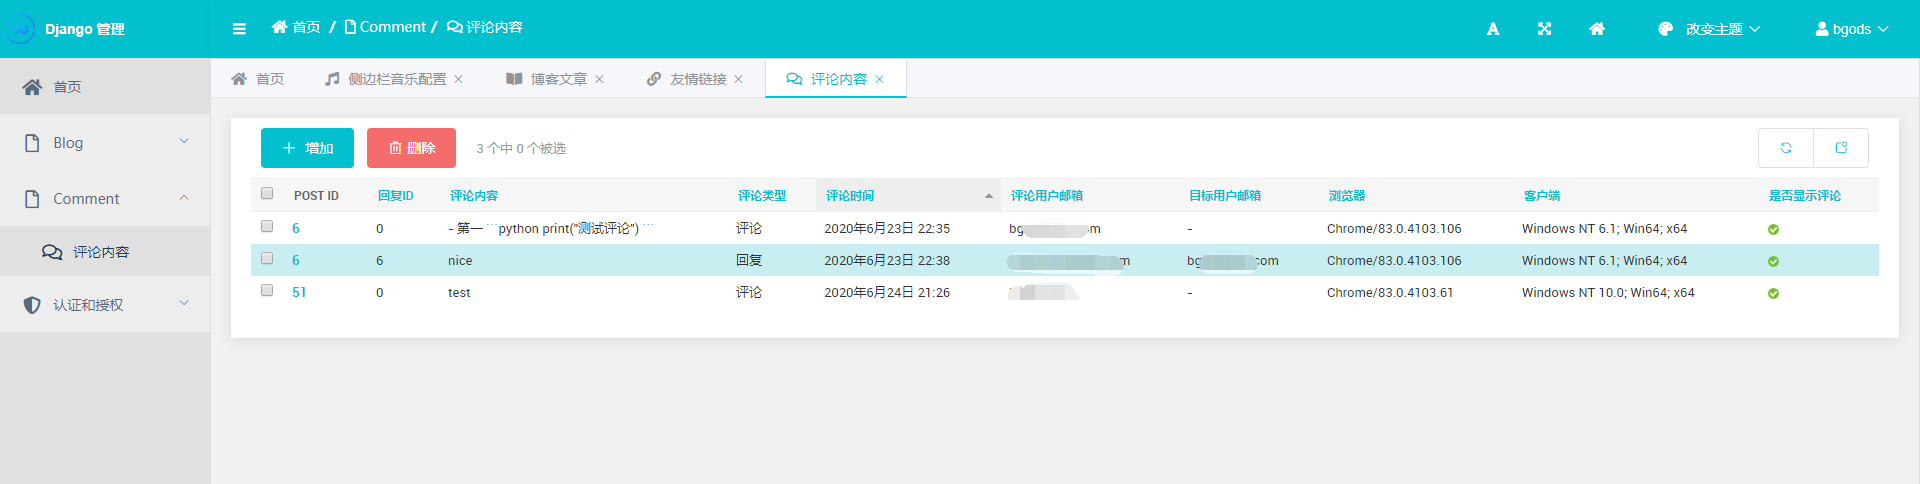 Django 管理
首页 / Comment / 评论内容
A 改变主题 bgods
首页
Blog
Comment
评论内容
认证和授权
首页 侧边栏音乐配置 × 博客文章 × 友情链接 × 评论内容 ×
+ 增加 删除 3 个中 0 个被选
POST ID 回复ID 评论内容 评论类型 评论时间 评论用户邮箱 目标用户邮箱 浏览器 客户端 是否显示评论
6 0 - 第一 ```python print("测试评论") ``` 评论 2020年6月23日 22:35 - Chrome/83.0.4103.106 Windows NT 6.1; Win64; x64
6 6 nice 回复 2020年6月23日 22:38 Chrome/83.0.4103.106 Windows NT 6.1; Win64; x64
51 0 test 评论 2020年6月24日 21:26 - Chrome/83.0.4103.61 Windows NT 10.0; Win64; x64